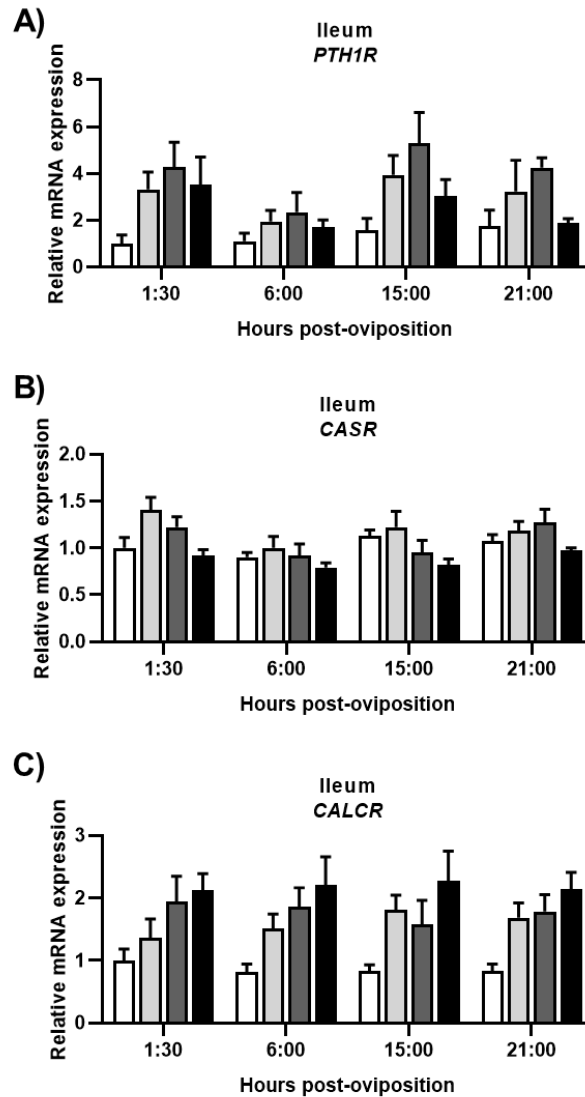 A)
Ileum
PTH1R
Relative mRNA expression
8
6
4
2
0
1:30 6:00 15:00 21:00
Hours post-oviposition
B)
Ileum
CASR
Relative mRNA expression
2.0
1.5
1.0
0.5
0.0
1:30 6:00 15:00 21:00
Hours post-oviposition
C)
Ileum
CALCR
Relative mRNA expression
3
2
1
0
1:30 6:00 15:00 21:00
Hours post-oviposition